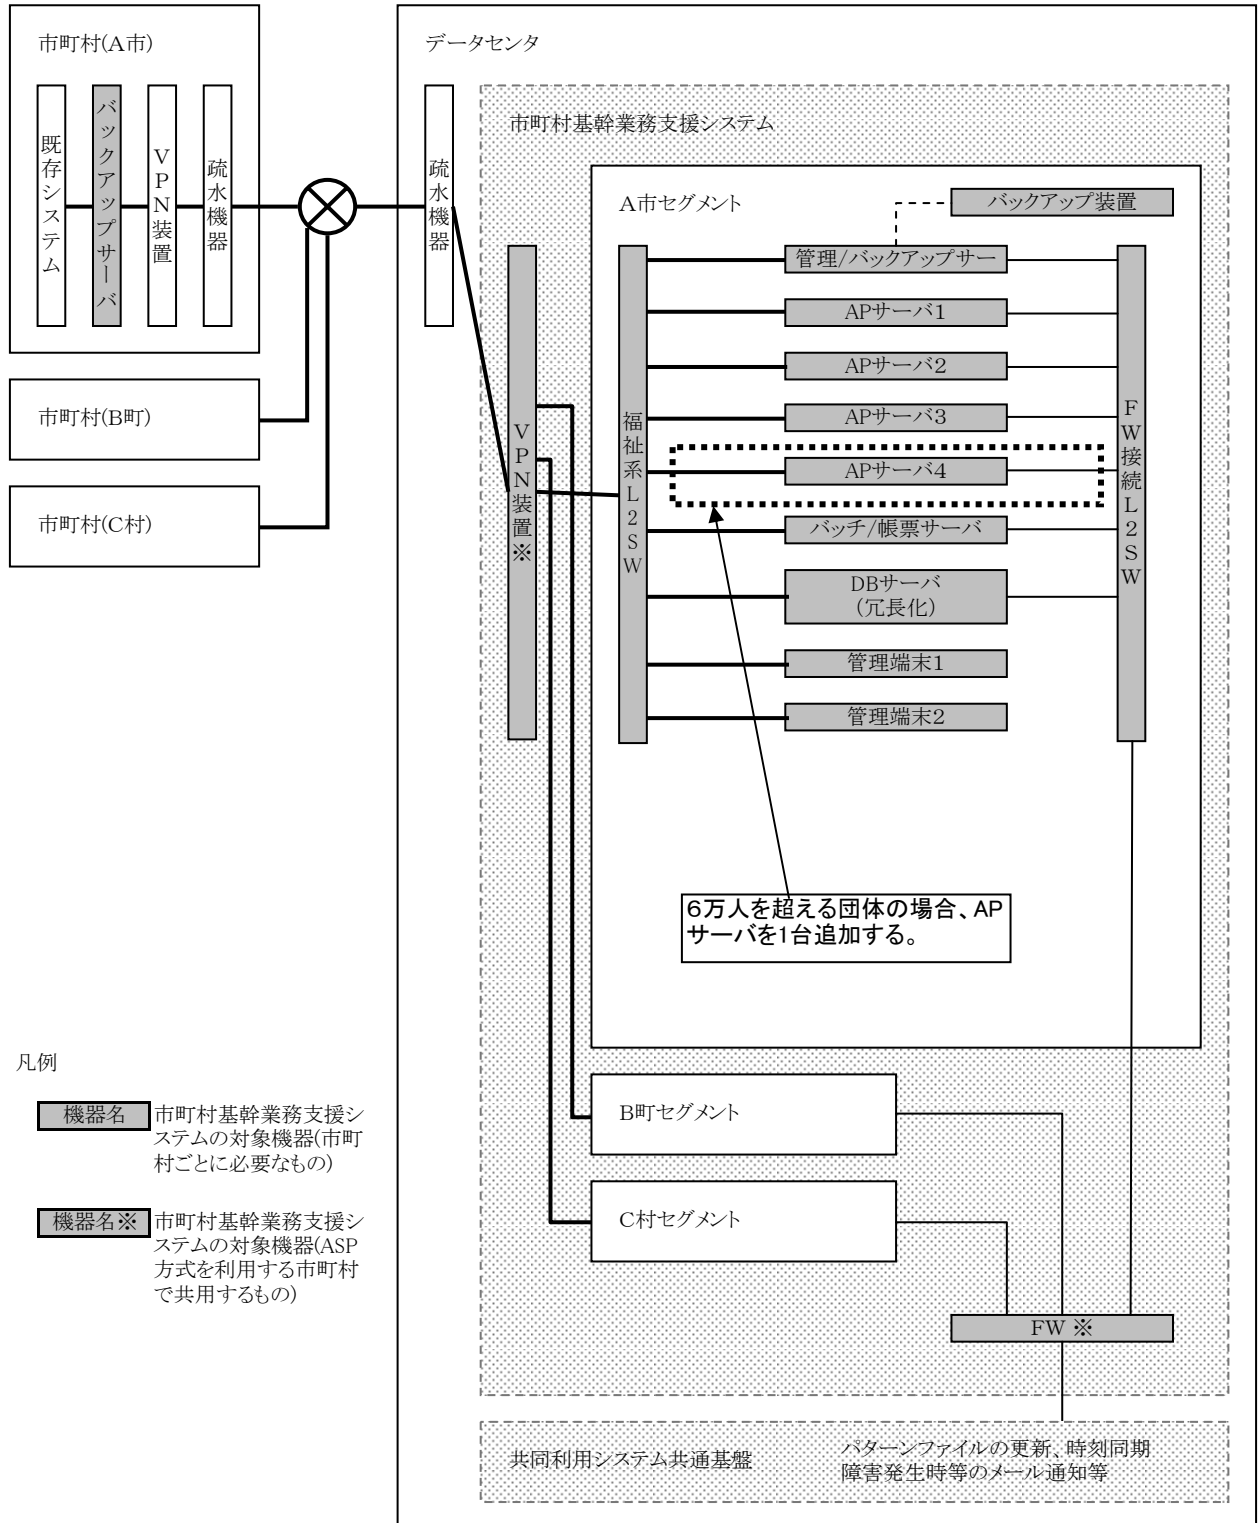 市町村(A市)
既存システム
バックアップサーバ
VPN装置
疏水機器
市町村(B町)
市町村(C村)
データセンタ
疏水機器
市町村基幹業務支援システム
VPN装置※
A市セグメント
バックアップ装置
福祉系L2SW
管理/バックアップサー
APサーバ1
APサーバ2
APサーバ3
APサーバ4
バッチ/帳票サーバ
DBサーバ
(冗長化)
管理端末1
管理端末2
FW接続L2SW
6万人を超える団体の場合、AP
サーバを1台追加する。
B町セグメント
C村セグメント
FW ※
共同利用システム共通基盤
パターンファイルの更新、時刻同期
障害発生時等のメール通知等
凡例
機器名
市町村基幹業務支援シ
ステムの対象機器(市町
村ごとに必要なもの)
機器名※
市町村基幹業務支援シ
ステムの対象機器(ASP
方式を利用する市町村
で共用するもの)